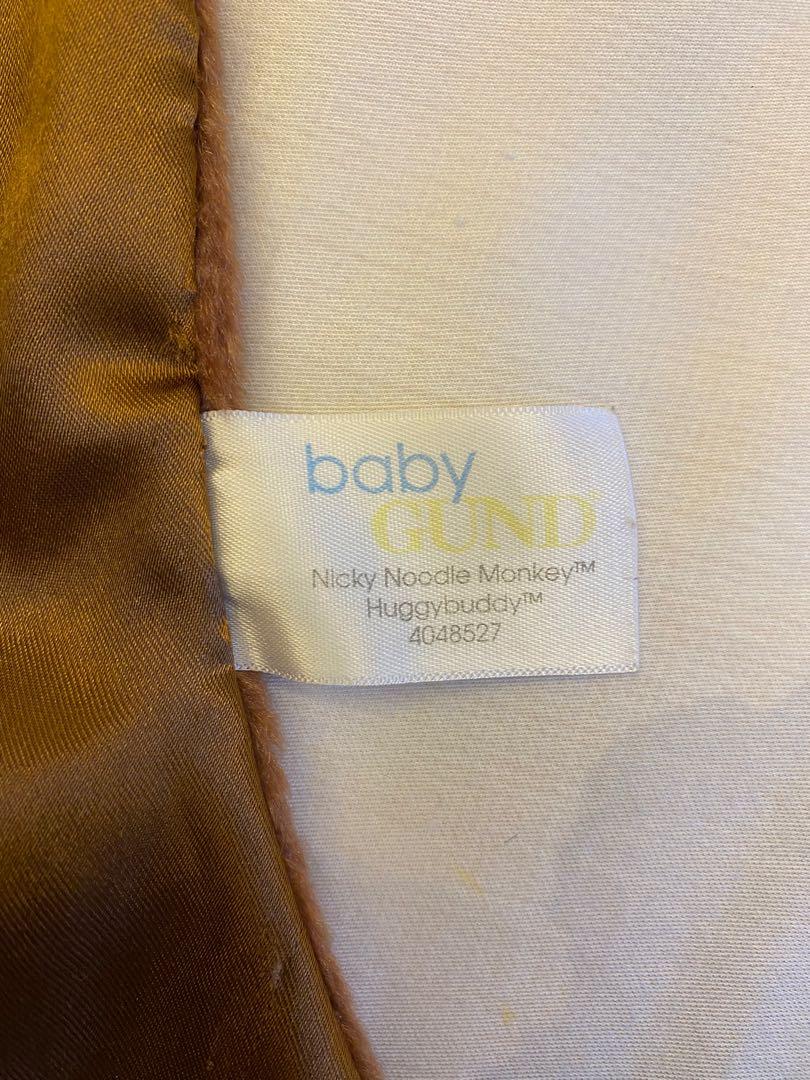 baby
GUND®
Nicky Noodle Monkey™
Huggybuddy™
4048527